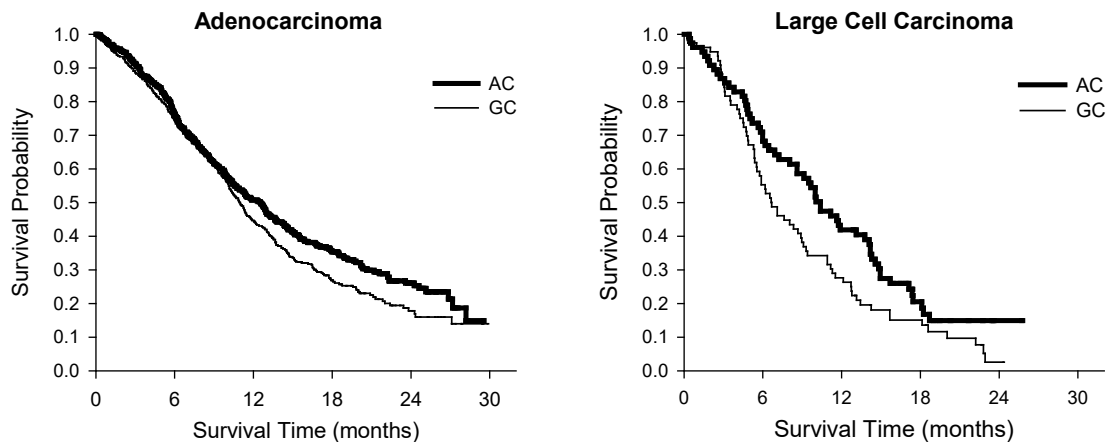 Adenocarcinoma
1.0
0.9
0.8
0.7
0.6
0.5
0.4
0.3
0.2
0.1
0.0
Survival Probability
AC
GC
0 6 12 18 24 30
Survival Time (months)
Large Cell Carcinoma
1.0
0.9
0.8
0.7
0.6
0.5
0.4
0.3
0.2
0.1
0.0
Survival Probability
AC
GC
0 6 12 18 24 30
Survival Time (months)